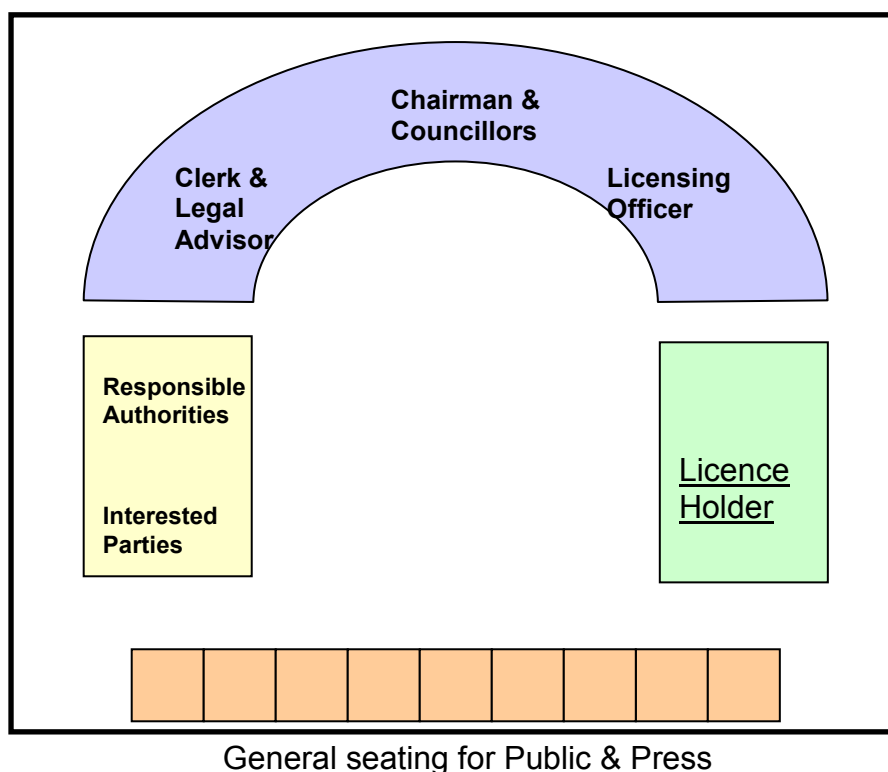 Chairman &
Councillors
Clerk &
Legal
Advisor
Licensing
Officer
Responsible
Authorities
Interested
Parties
Licence
Holder
General seating for Public & Press